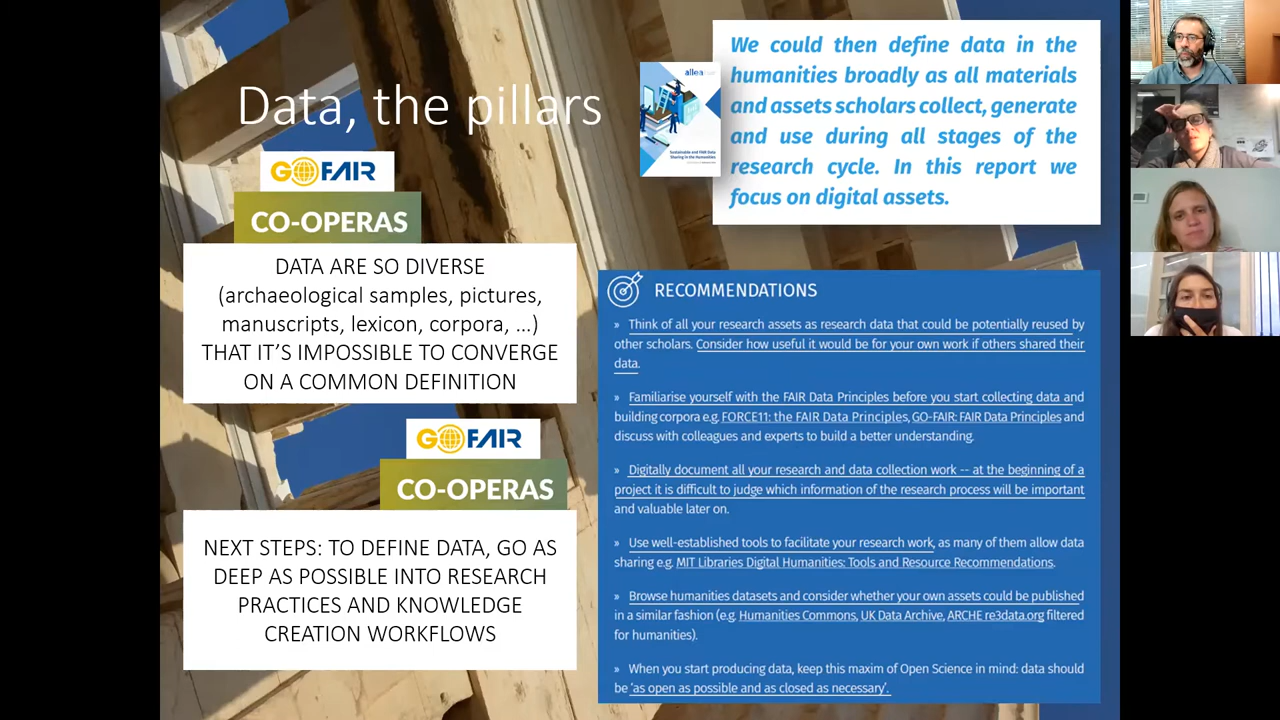 Data, the pillars
GO FAIR
CO-OPERAS
DATA ARE SO DIVERSE
(archaeological samples, pictures,
manuscripts, lexicon, corpora, ...)
THAT IT'S IMPOSSIBLE TO CONVERGE
ON A COMMON DEFINITION
GO FAIR
CO-OPERAS
NEXT STEPS: TO DEFINE DATA, GO AS
DEEP AS POSSIBLE INTO RESEARCH
PRACTICES AND KNOWLEDGE
CREATION WORKFLOWS
allea
Sustainable and FAIR Data
Sharing in the Humanities
We could then define data in the
humanities broadly as all materials
and assets scholars collect, generate
and use during all stages of the
research cycle. In this report we
focus on digital assets.
RECOMMENDATIONS
» Think of all your research assets as research data that could be potentially reused by
other scholars. Consider how useful it would be for your own work if others shared their
data.
» Familiarise yourself with the FAIR Data Principles before you start collecting data and
building corpora e.g. FORCE11: the FAIR Data Principles, GO-FAIR: FAIR Data Principles and
discuss with colleagues and experts to build a better understanding.
» Digitally document all your research and data collection work -- at the beginning of a
project it is difficult to judge which information of the research process will be important
and valuable later on.
» Use well-established tools to facilitate your research work, as many of them allow data
sharing e.g. MIT Libraries Digital Humanities: Tools and Resource Recommendations.
» Browse humanities datasets and consider whether your own assets could be published
in a similar fashion (e.g. Humanities Commons, UK Data Archive, ARCHE re3data.org filtered
for humanities).
» When you start producing data, keep this maxim of Open Science in mind: data should
be 'as open as possible and as closed as necessary'.